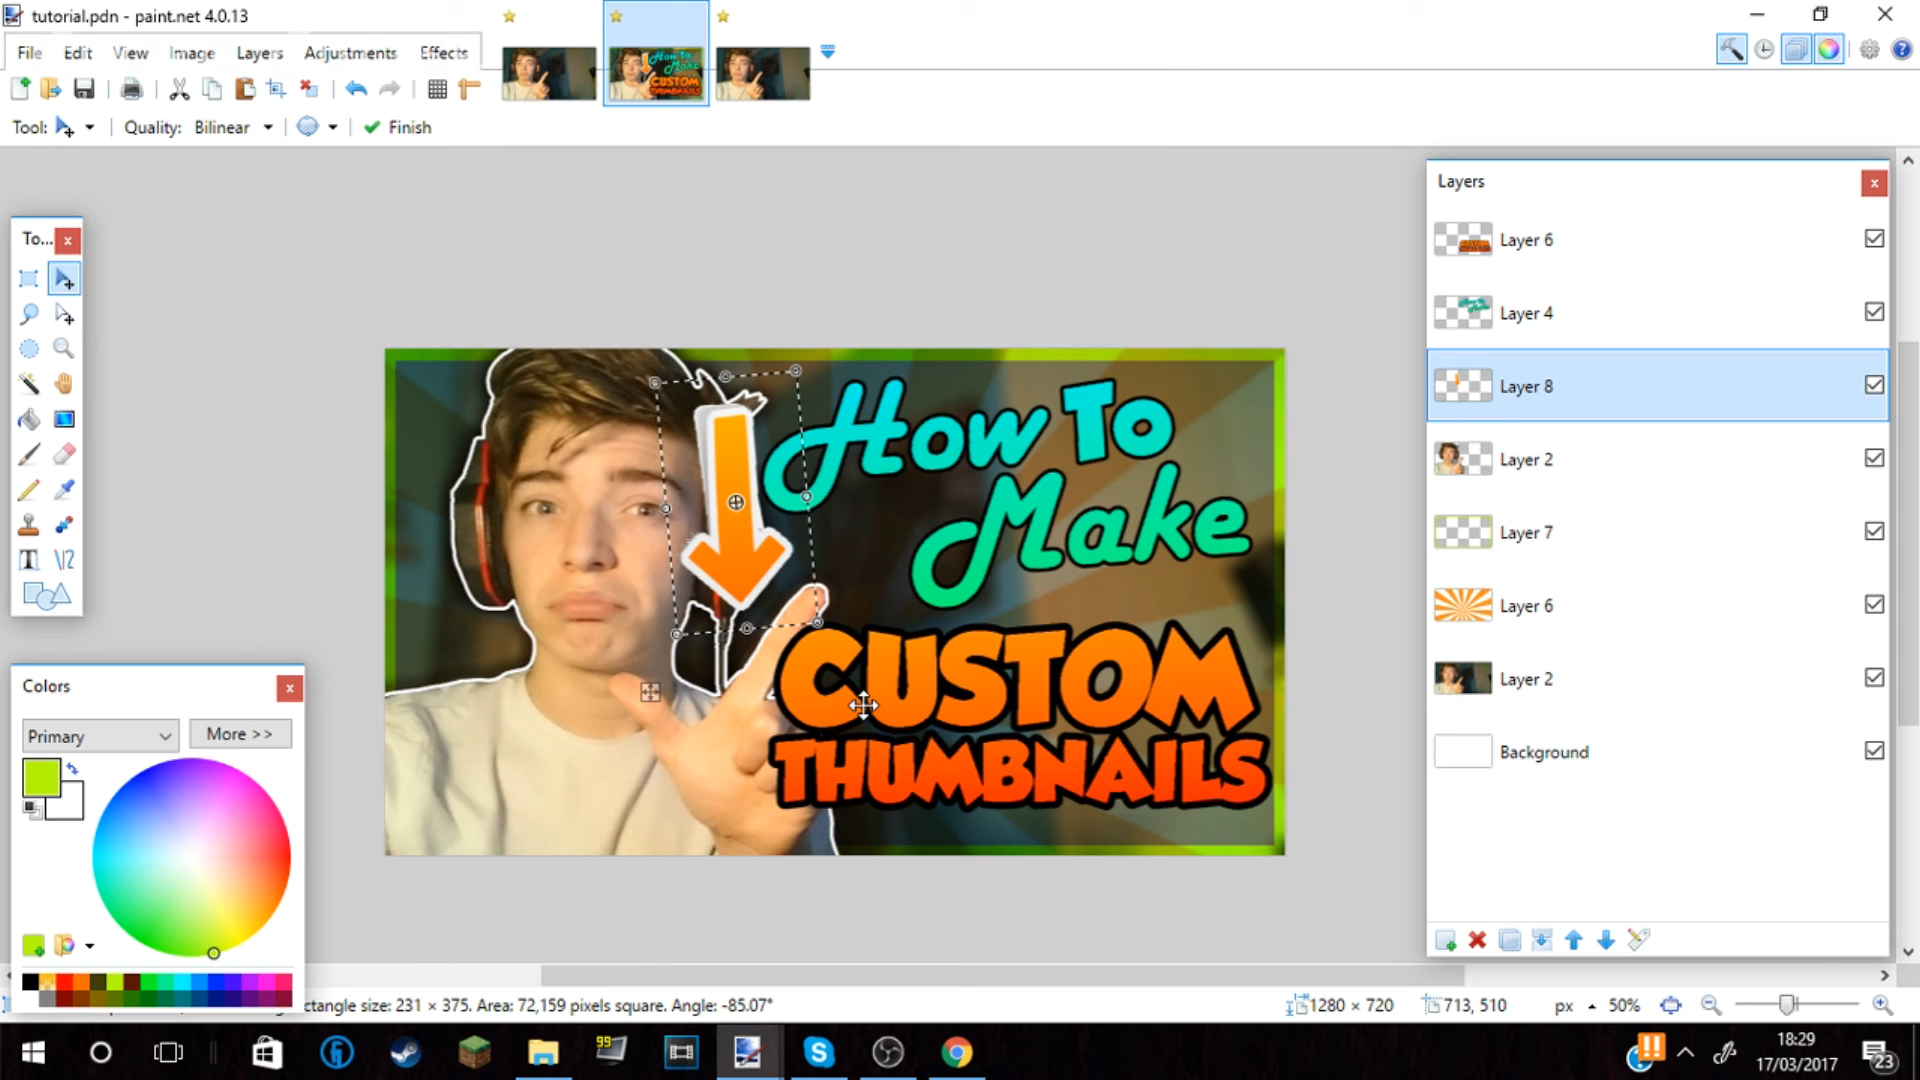 tutorial.pdn - paint.net 4.0.13
File Edit View Image Layers Adjustments Effects
Tool: Quality: Bilinear Finish
To...
Layers
Layer 6
Layer 4
Layer 8
Layer 2
Layer 7
Layer 6
Layer 2
Background
How To
Make
CUSTOM
THUMBNAILS
Colors
Primary
More >>
ctangle size: 231 × 375. Area: 72,159 pixels square. Angle: -85.07°
1280 × 720
713, 510
px
50%
99
18:29
17/03/2017
23